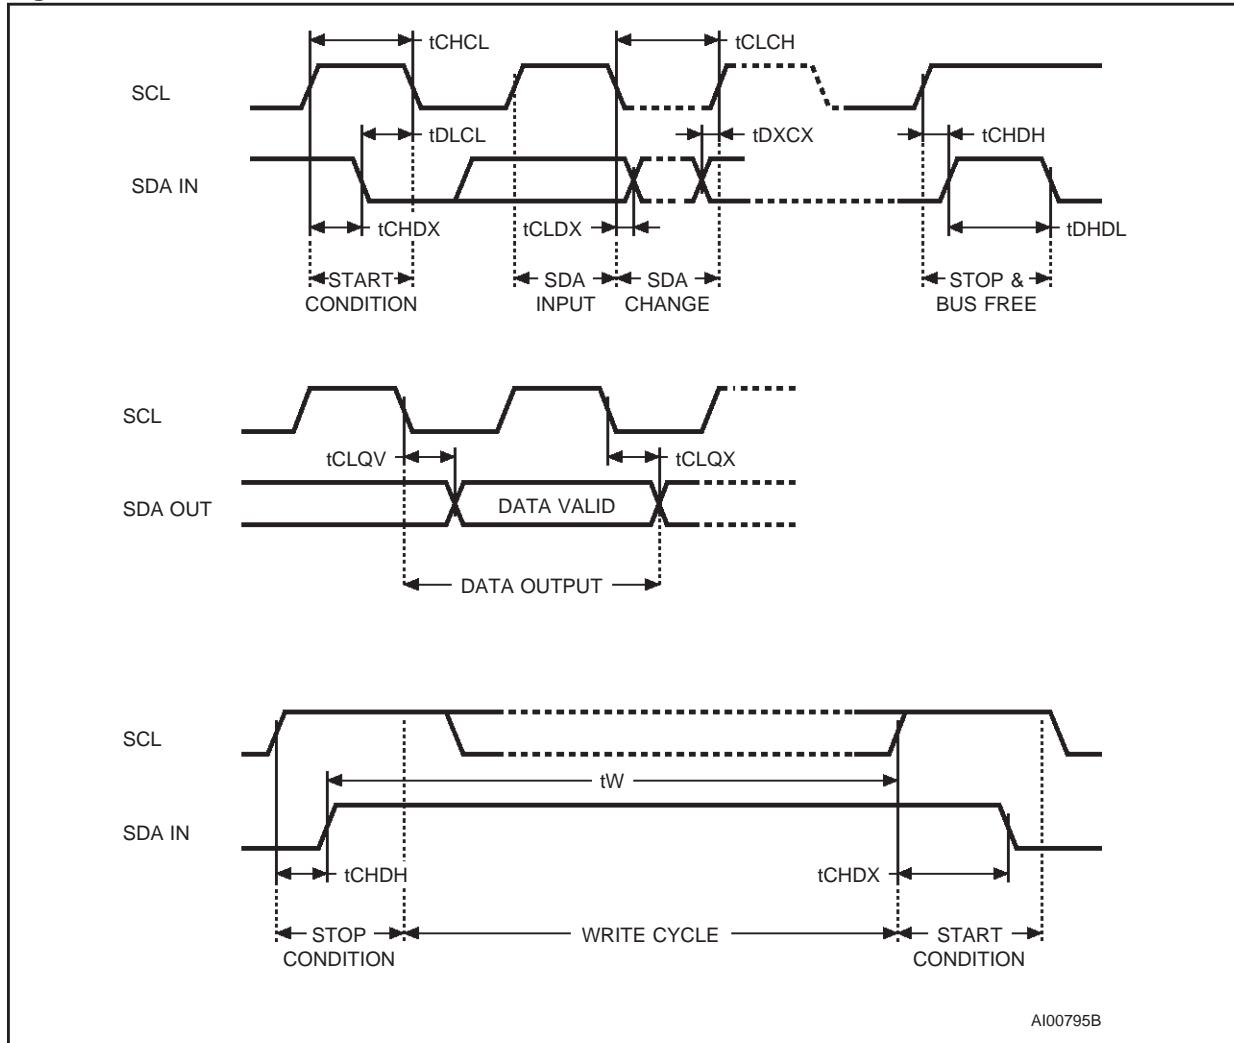 tCHCL
tCLCH
SCL
tDLCL
tDXCX
tCHDH
SDA IN
tCHDX
tCLDX
tDHDL
START
CONDITION
SDA
INPUT
SDA
CHANGE
STOP &
BUS FREE
SCL
tCLQV
tCLQX
SDA OUT
DATA VALID
DATA OUTPUT
SCL
tW
SDA IN
tCHDH
tCHDX
STOP
CONDITION
WRITE CYCLE
START
CONDITION
AI00795B